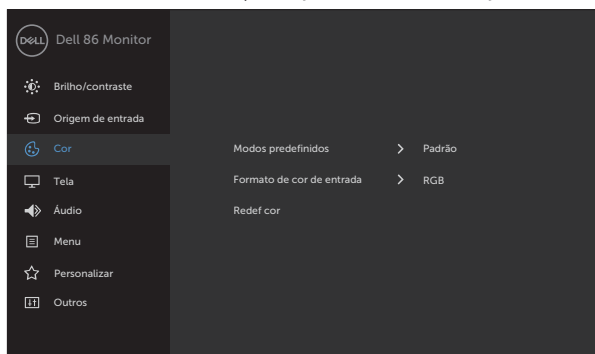 DELL Dell 86 Monitor
Brilho/contraste
Origem de entrada
Cor
Modos predefinidos > Padrão
Tela
Formato de cor de entrada > RGB
Áudio
Redef cor
Menu
Personalizar
Outros